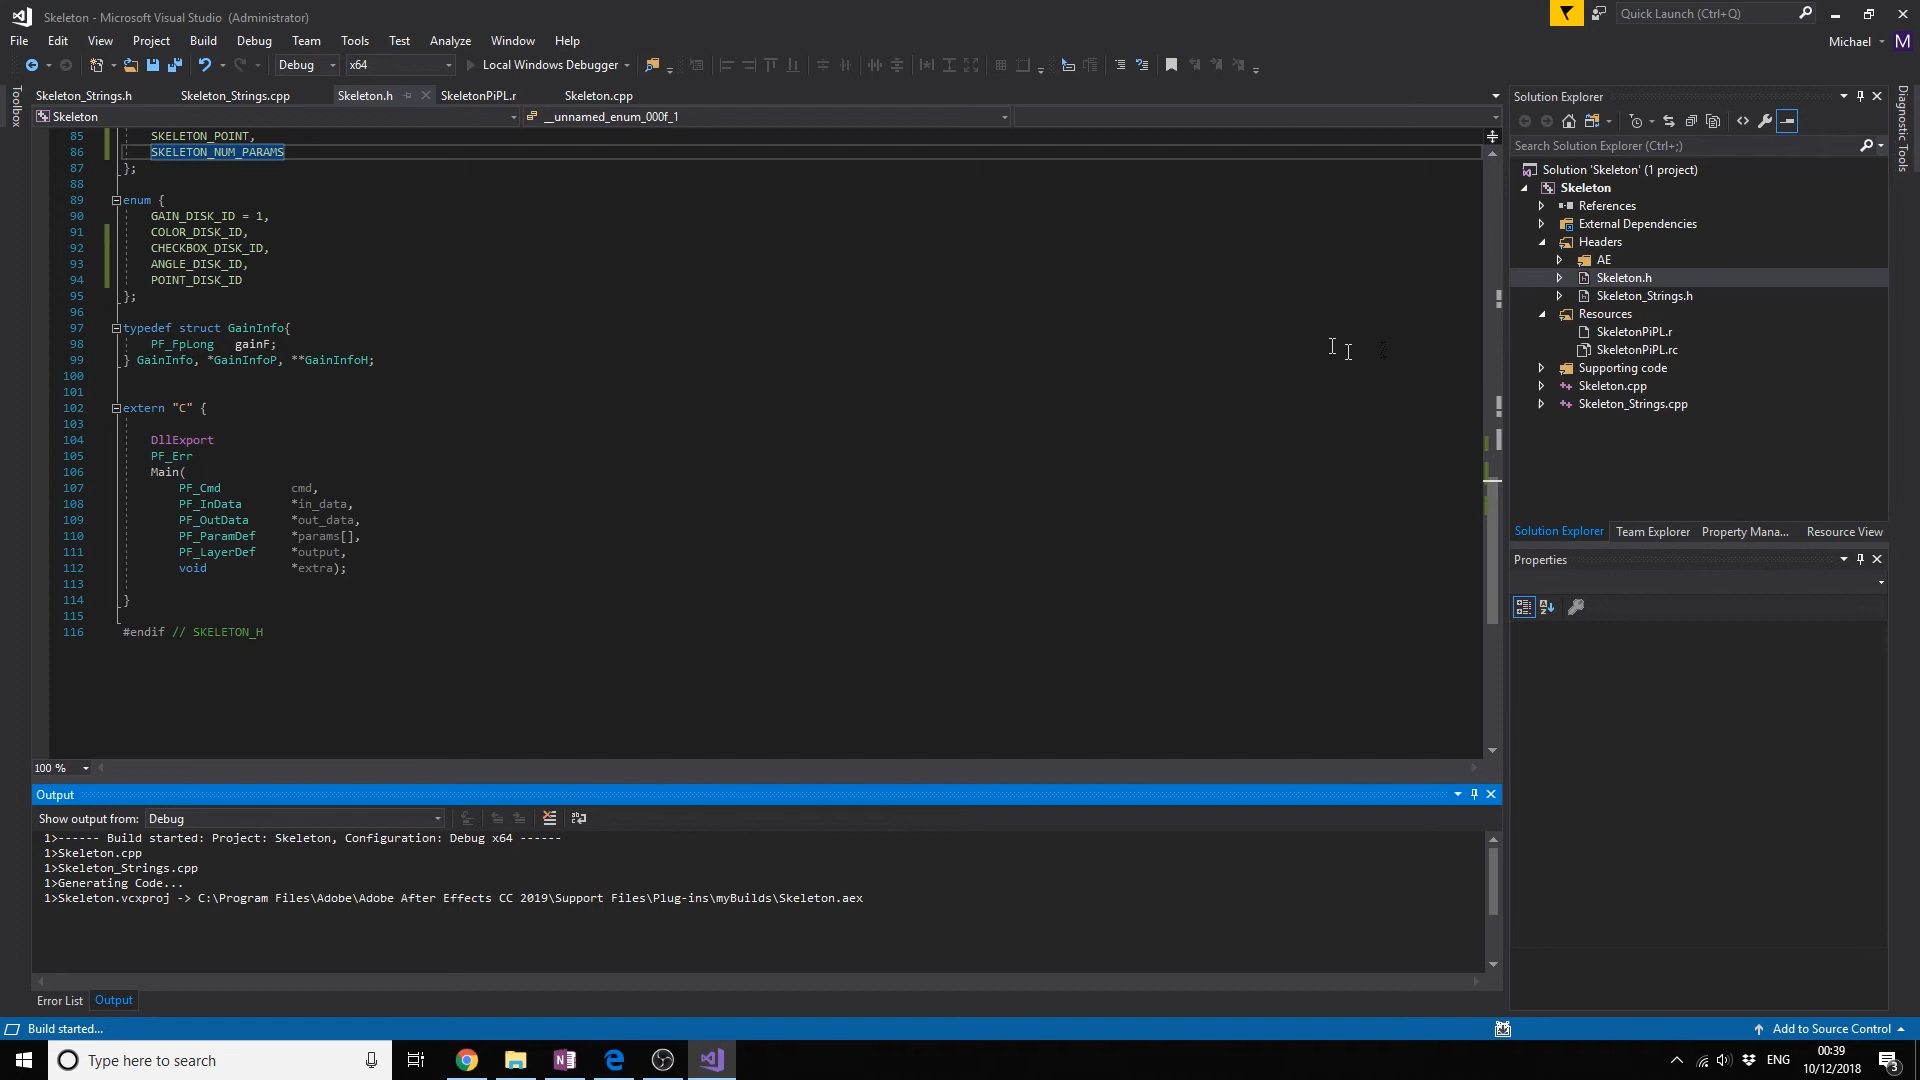 Skeleton - Microsoft Visual Studio (Administrator)
Quick Launch (Ctrl+Q)
File Edit View Project Build Debug Team Tools Test Analyze Window Help
Michael M
Debug x64 Local Windows Debugger
Toolbox
Skeleton_Strings.h Skeleton_Strings.cpp Skeleton.h SkeletonPiPL.r Skeleton.cpp
Skeleton __unnamed_enum_000f_1
85 SKELETON_POINT,
86 SKELETON_NUM_PARAMS
87 };
88
89 enum {
90 GAIN_DISK_ID = 1,
91 COLOR_DISK_ID,
92 CHECKBOX_DISK_ID,
93 ANGLE_DISK_ID,
94 POINT_DISK_ID
95 };
96
97 typedef struct GainInfo{
98 PF_FpLong gainF;
99 } GainInfo, *GainInfoP, **GainInfoH;
100
101
102 extern "C" {
103
104 DllExport
105 PF_Err
106 Main(
107 PF_Cmd cmd,
108 PF_InData *in_data,
109 PF_OutData *out_data,
110 PF_ParamDef *params[],
111 PF_LayerDef *output,
112 void *extra);
113
114 }
115
116 #endif // SKELETON_H
100 %
Output
Show output from: Debug
1>------ Build started: Project: Skeleton, Configuration: Debug x64 ------
1>Skeleton.cpp
1>Skeleton_Strings.cpp
1>Generating Code...
1>Skeleton.vcxproj -> C:\Program Files\Adobe\Adobe After Effects CC 2019\Support Files\Plug-ins\myBuilds\Skeleton.aex
Error List Output
Solution Explorer
Search Solution Explorer (Ctrl+;)
Solution 'Skeleton' (1 project)
Skeleton
References
External Dependencies
Headers
AE
Skeleton.h
Skeleton_Strings.h
Resources
SkeletonPiPL.r
SkeletonPiPL.rc
Supporting code
Skeleton.cpp
Skeleton_Strings.cpp
Solution Explorer Team Explorer Property Mana... Resource View
Properties
Diagnostic Tools
Build started...
Add to Source Control
Type here to search
ENG
00:39
10/12/2018
3